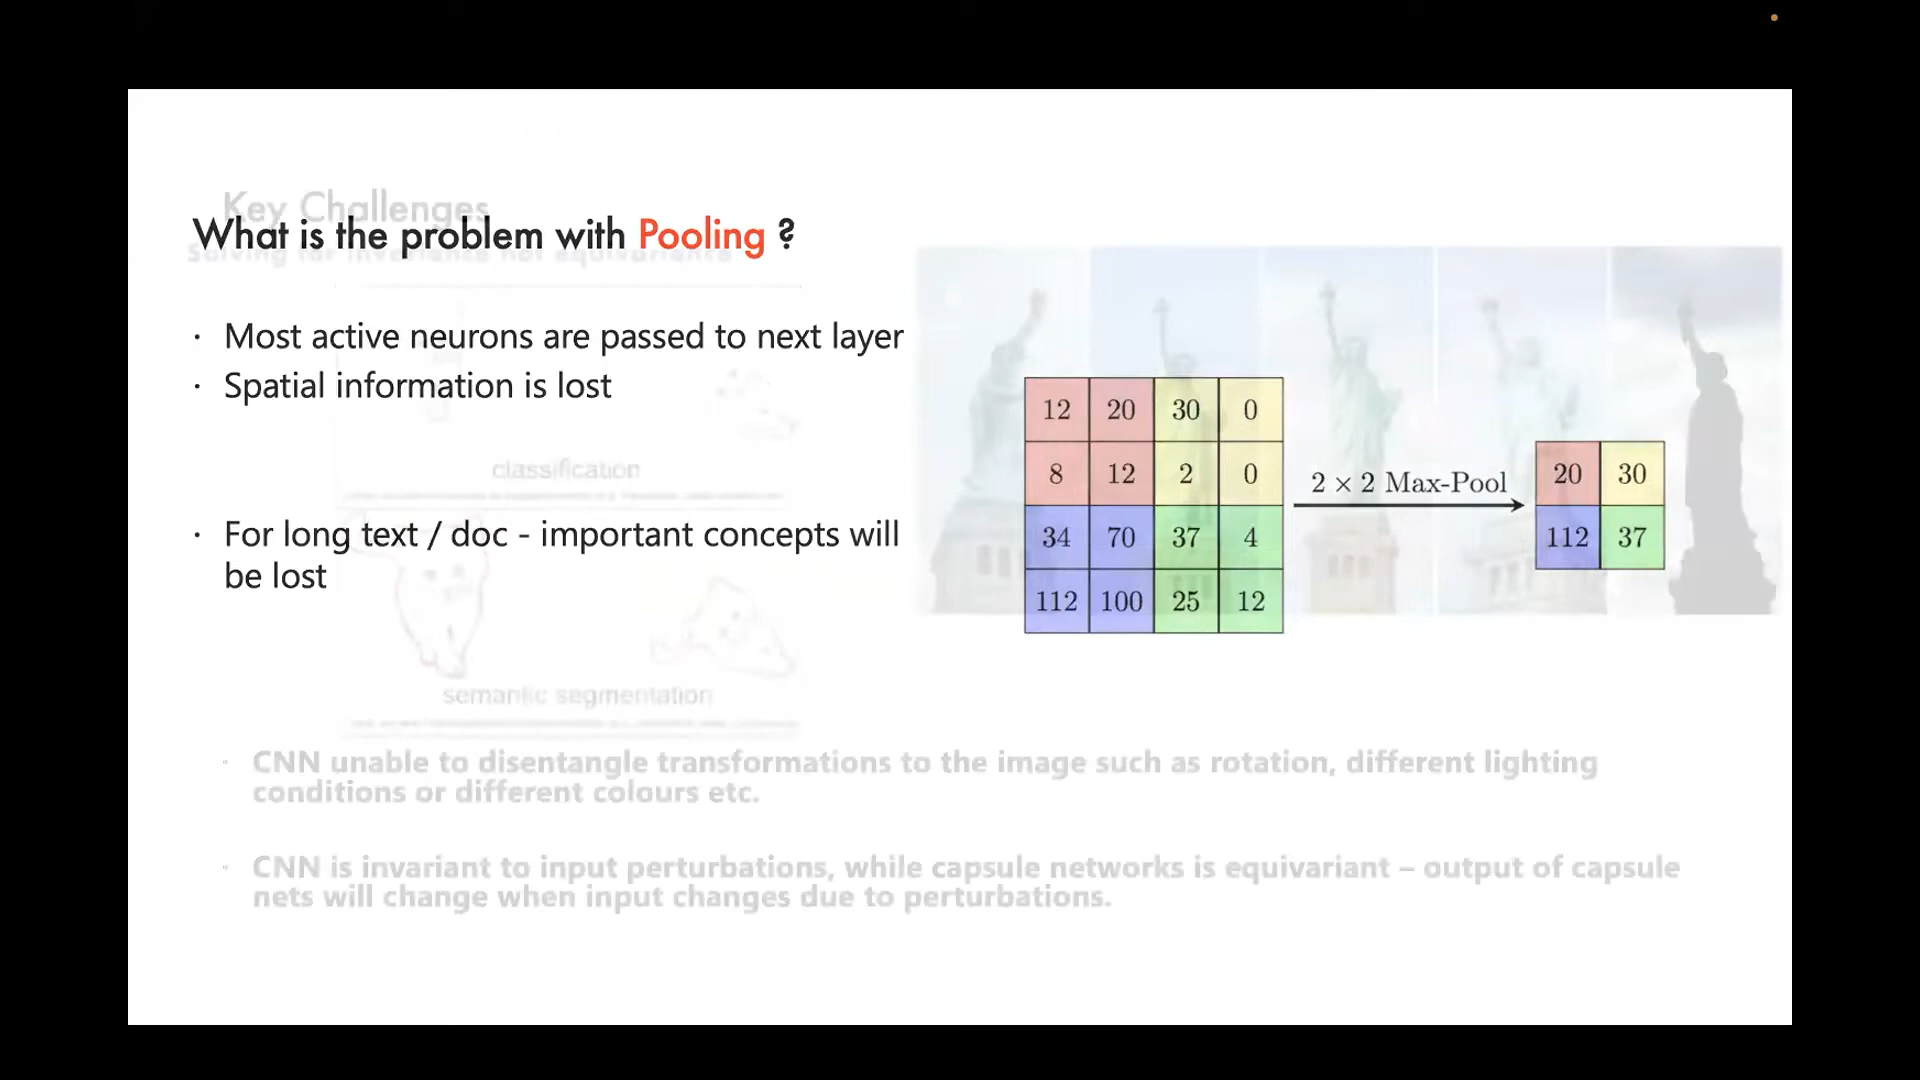 Key Challenges
What is the problem with Pooling ?
Solving for invariance not equivariance
· Most active neurons are passed to next layer
· Spatial information is lost
classification
· For long text / doc - important concepts will
be lost
semantic segmentation
12 20 30 0
8 12 2 0
34 70 37 4
112 100 25 12
2 × 2 Max-Pool
20 30
112 37
· CNN unable to disentangle transformations to the image such as rotation, different lighting
conditions or different colours etc.
· CNN is invariant to input perturbations, while capsule networks is equivariant – output of capsule
nets will change when input changes due to perturbations.